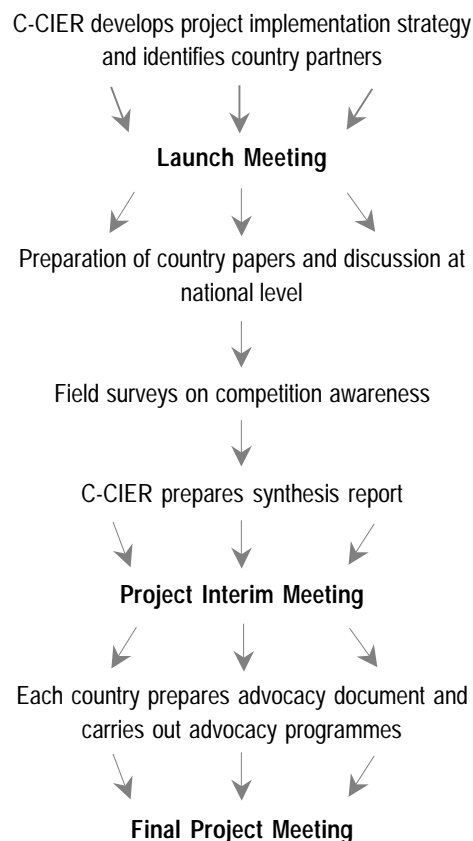 C-CIER develops project implementation strategy
and identifies country partners
Launch Meeting
Preparation of country papers and discussion at
national level
Field surveys on competition awareness
C-CIER prepares synthesis report
Project Interim Meeting
Each country prepares advocacy document and
carries out advocacy programmes
Final Project Meeting